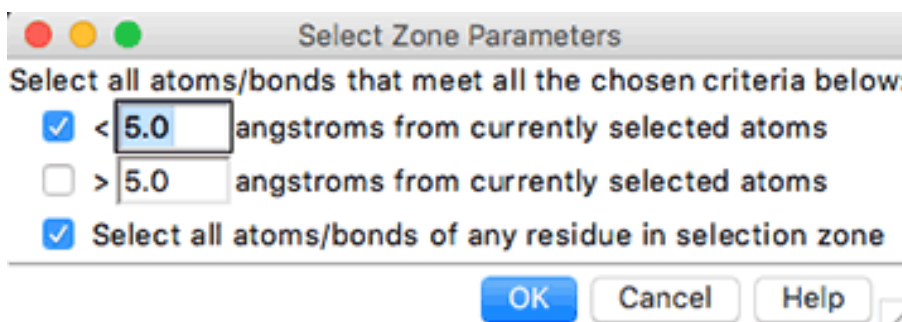 Select Zone Parameters
Select all atoms/bonds that meet all the chosen criteria below:
< 5.0 angstroms from currently selected atoms
> 5.0 angstroms from currently selected atoms
Select all atoms/bonds of any residue in selection zone
OK Cancel Help